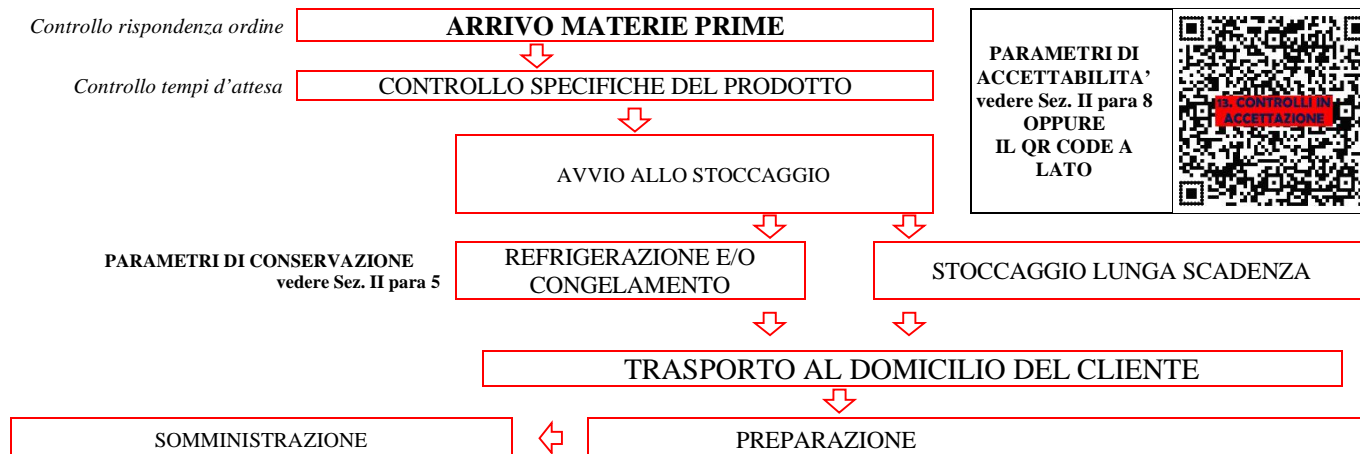 Controllo rispondenza ordine
ARRIVO MATERIE PRIME
Controllo tempi d'attesa
CONTROLLO SPECIFICHE DEL PRODOTTO
PARAMETRI DI
ACCETTABILITA'
vedere Sez. II para 8
OPPURE
IL QR CODE A
LATO
13. CONTROLLI IN
ACCETTAZIONE
AVVIO ALLO STOCCAGGIO
PARAMETRI DI CONSERVAZIONE
vedere Sez. II para 5
REFRIGERAZIONE E/O
CONGELAMENTO
STOCCAGGIO LUNGA SCADENZA
TRASPORTO AL DOMICILIO DEL CLIENTE
SOMMINISTRAZIONE
PREPARAZIONE